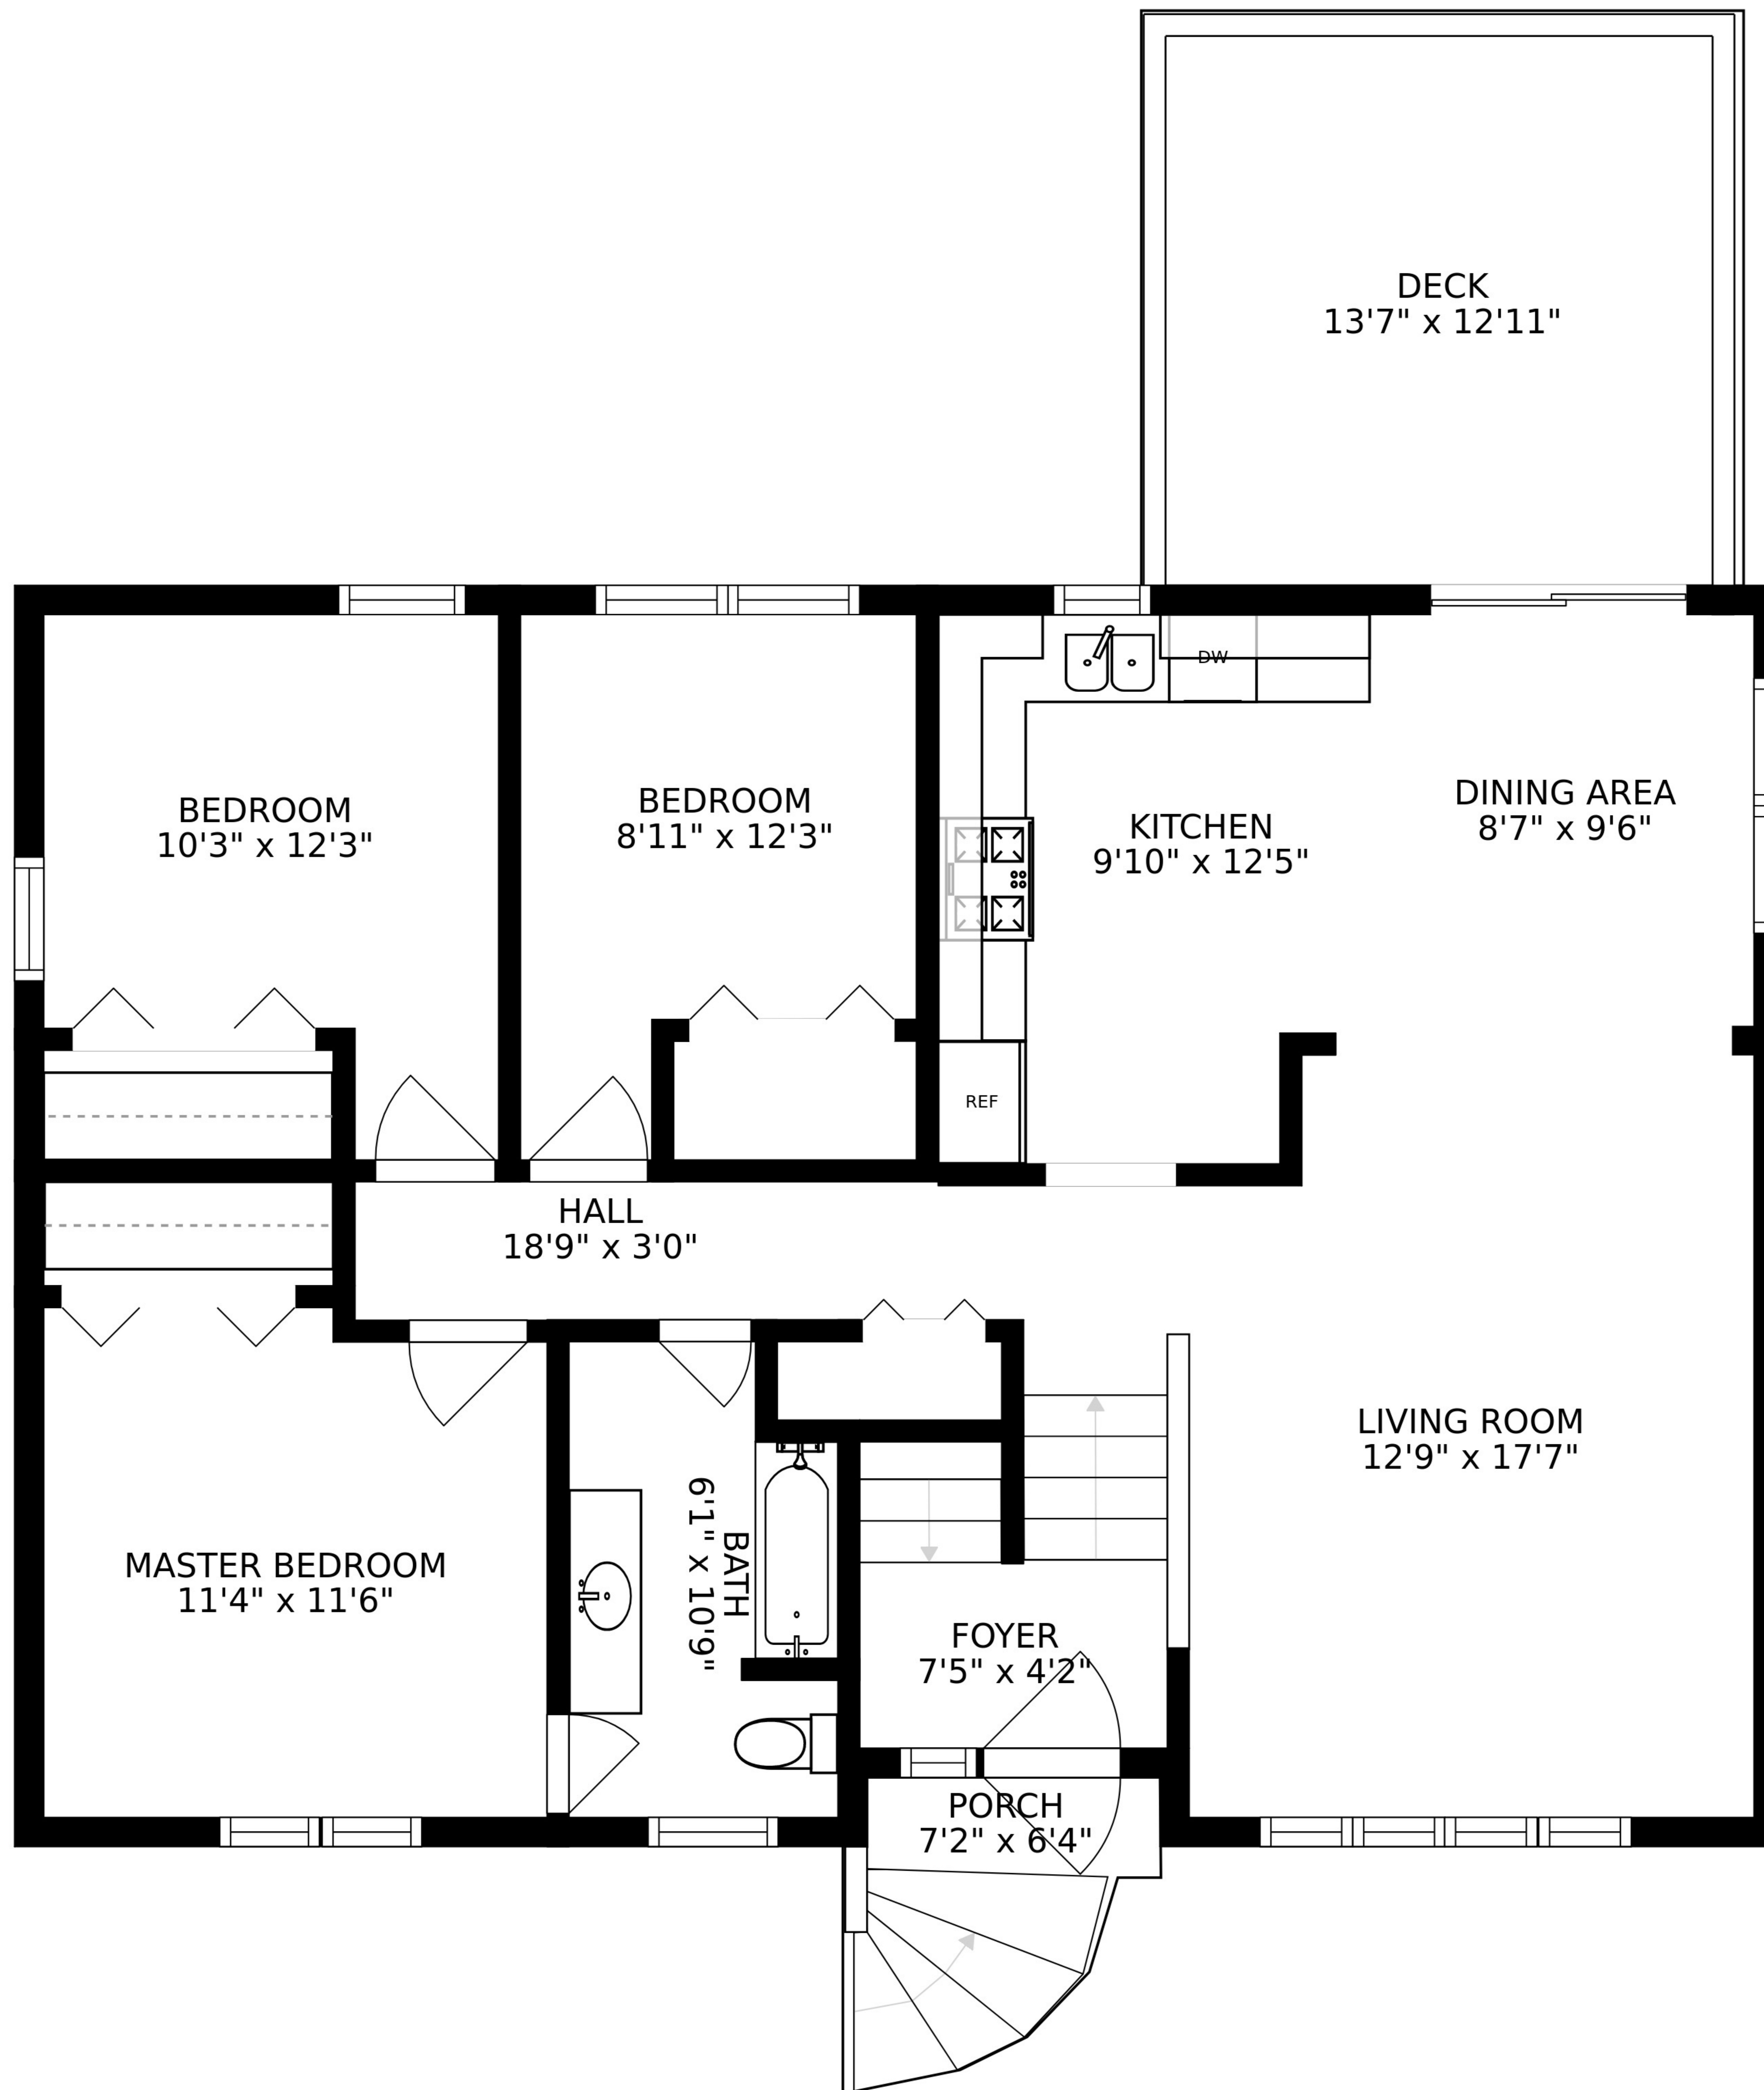 DECK
13'7" x 12'11"
DW
BEDROOM
10'3" x 12'3"
BEDROOM
8'11" x 12'3"
KITCHEN
9'10" x 12'5"
DINING AREA
8'7" x 9'6"
REF
HALL
18'9" x 3'0"
LIVING ROOM
12'9" x 17'7"
MASTER BEDROOM
11'4" x 11'6"
BATH
6'1" x 10'9"
FOYER
7'5" x 4'2"
PORCH
7'2" x 6'4"